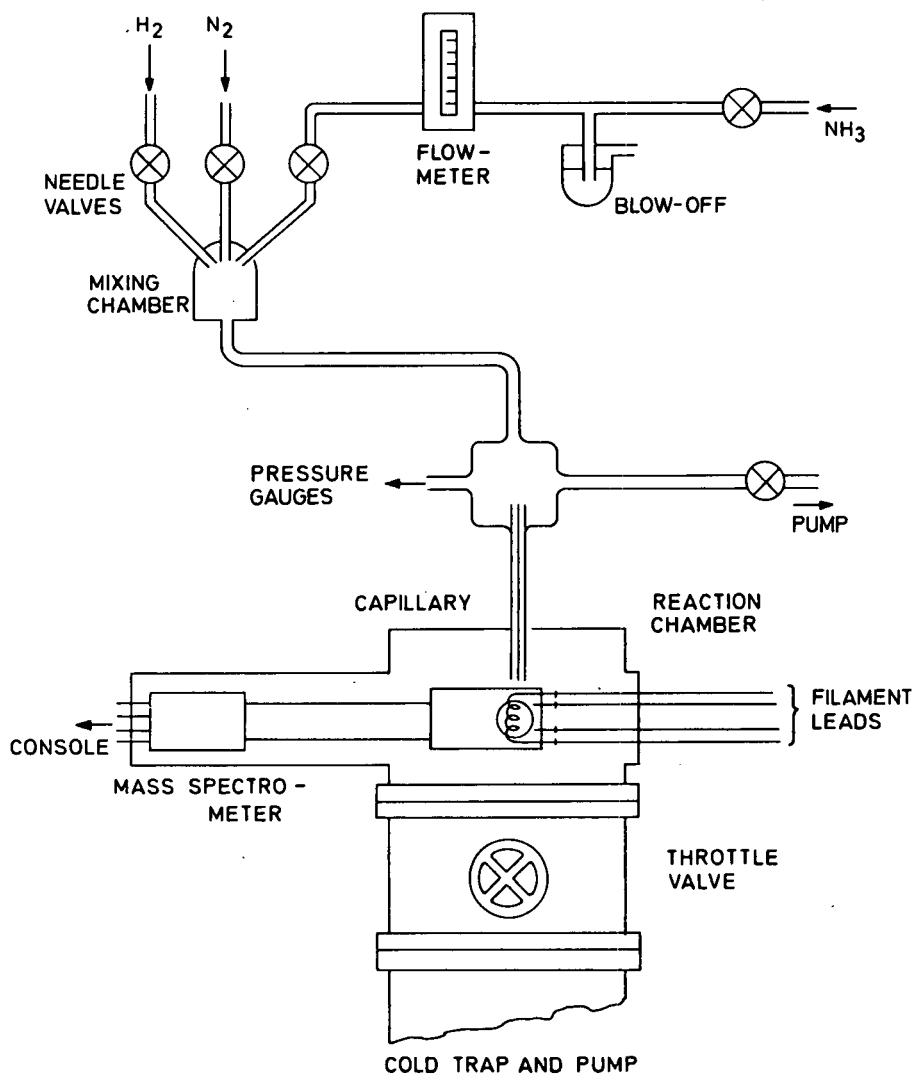 H2
N2
NH3
FLOW-
METER
BLOW-OFF
NEEDLE
VALVES
MIXING
CHAMBER
PRESSURE
GAUGES
PUMP
CAPILLARY
REACTION
CHAMBER
FILAMENT
LEADS
CONSOLE
MASS SPECTRO-
METER
THROTTLE
VALVE
COLD TRAP AND PUMP